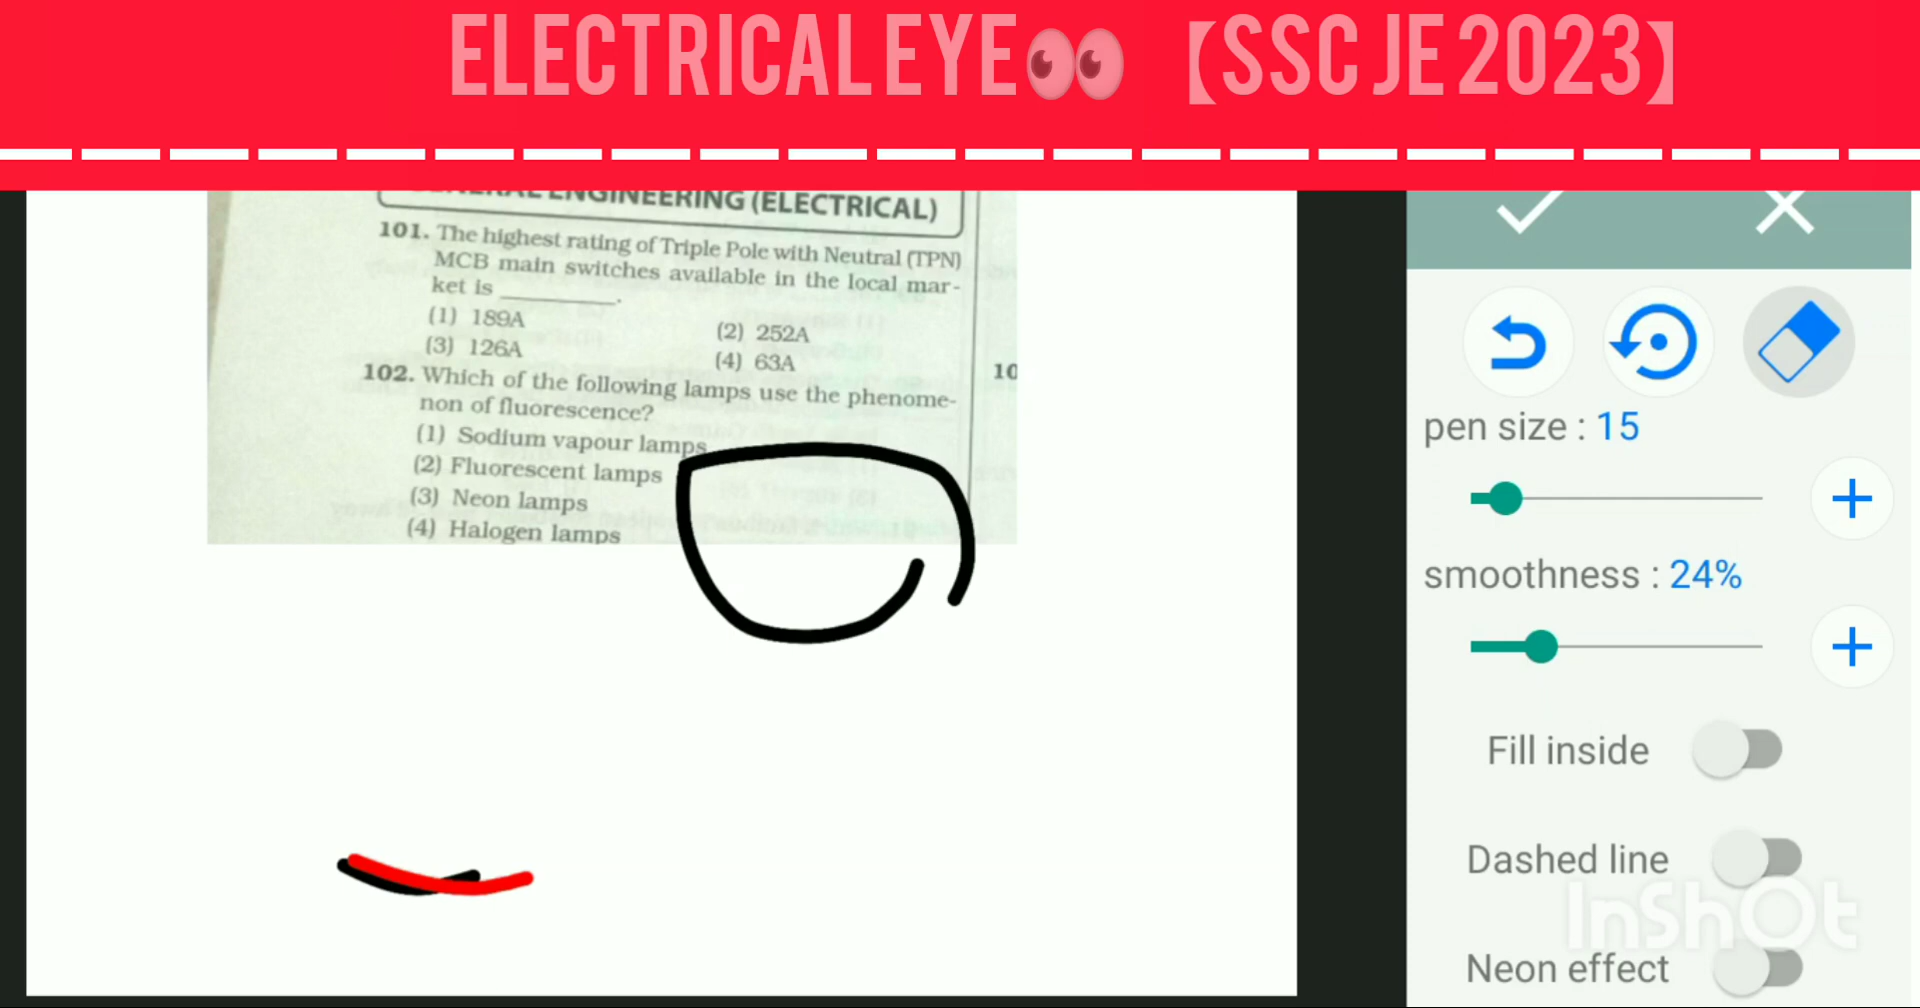 ELECTRICAL EYE👀 【SSC JE 2023】
GENERAL ENGINEERING (ELECTRICAL)
101. The highest rating of Triple Pole with Neutral (TPN)
MCB main switches available in the local mar-
ket is ________.
(1) 189A
(2) 252A
(3) 126A
(4) 63A
102. Which of the following lamps use the phenome-
non of fluorescence?
(1) Sodium vapour lamps
(2) Fluorescent lamps
(3) Neon lamps
(4) Halogen lamps
10
pen size : 15
smoothness : 24%
Fill inside
Dashed line
Neon effect
InShOt